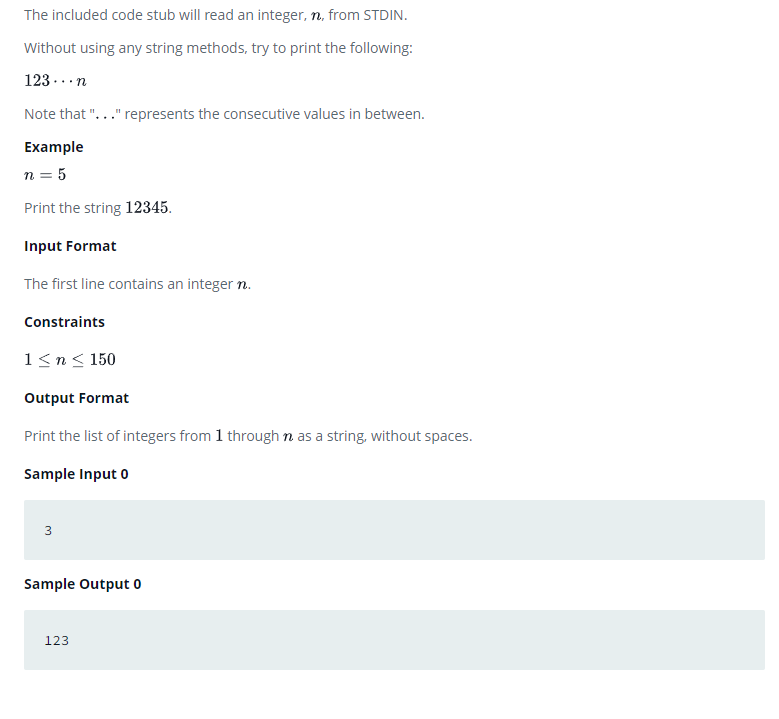 The included code stub will read an integer, n, from STDIN.
Without using any string methods, try to print the following:
123···n
Note that "..." represents the consecutive values in between.
Example
n = 5
Print the string 12345.
Input Format
The first line contains an integer n.
Constraints
1 ≤ n ≤ 150
Output Format
Print the list of integers from 1 through n as a string, without spaces.
Sample Input 0
3
Sample Output 0
123